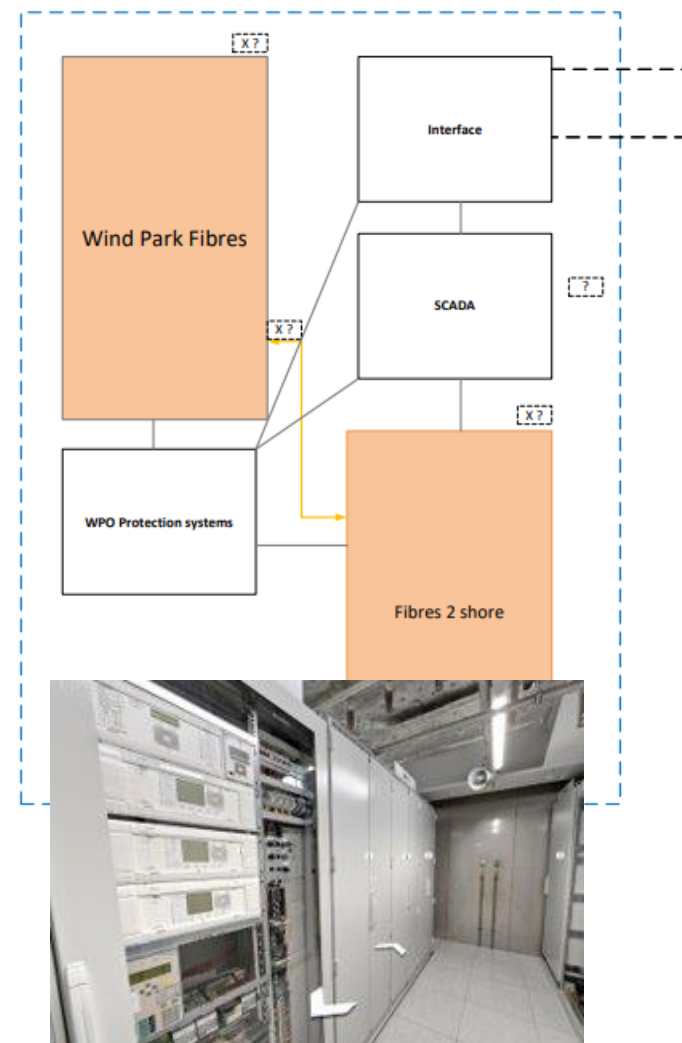 X ?
Interface
Wind Park Fibres
SCADA
?
X ?
X ?
WPO Protection systems
Fibres 2 shore